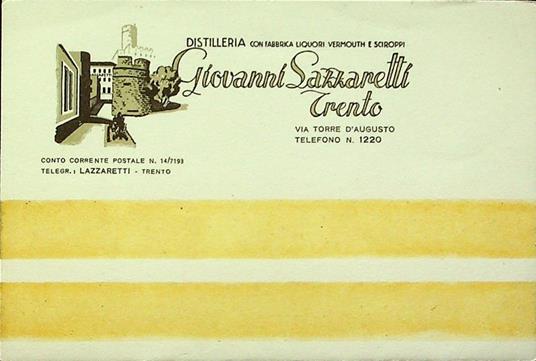 DISTILLERIA CON FABBRICA LIQUORI VERMOUTH E SCIROPPI
Giovanni Lazzaretti
Trento
VIA TORRE D'AUGUSTO
TELEFONO N. 1220
CONTO CORRENTE POSTALE N. 14/7193
TELEGR.: LAZZARETTI - TRENTO